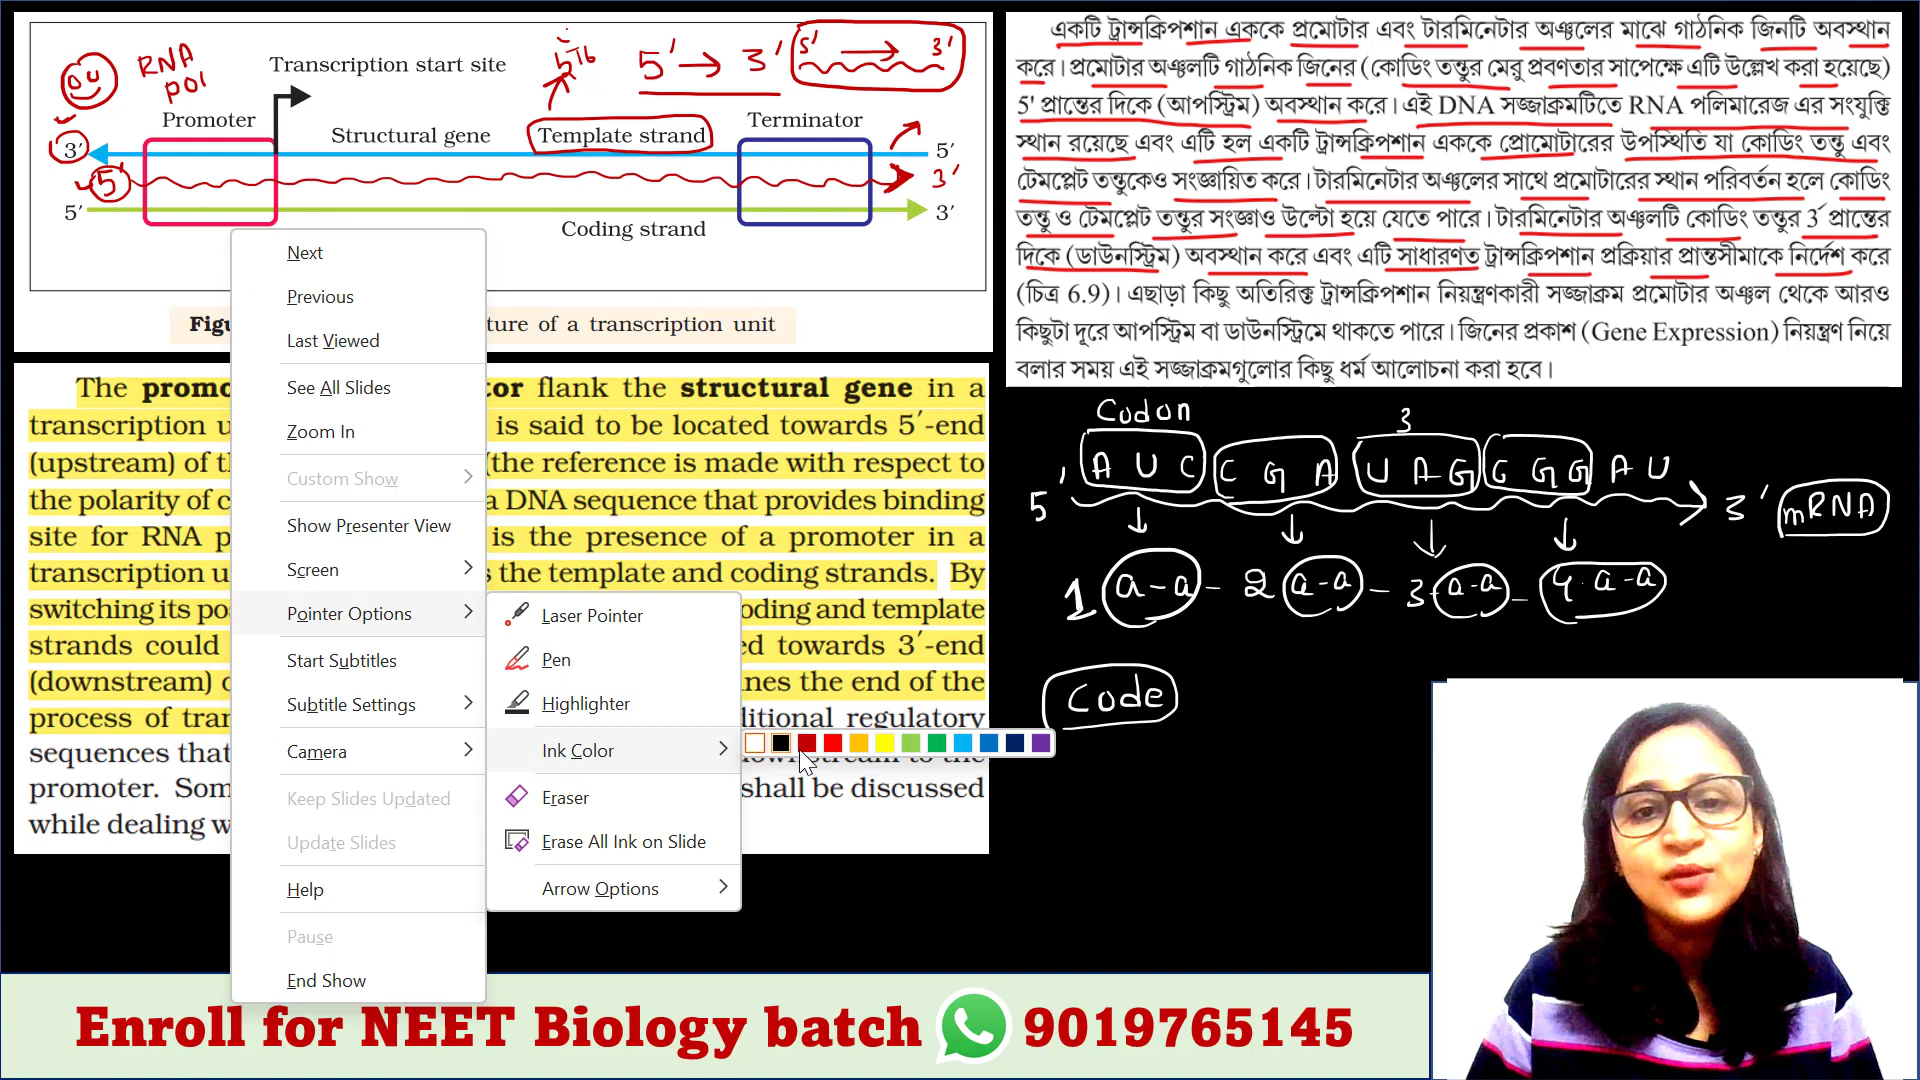 RNA
pol
Transcription start site
5' → 3'
5' → 3'
Promoter
Structural gene
Template strand
Terminator
3'
5'
5'
3'
5'
3'
Coding strand
Figu
ture of a transcription unit
The promo
tor flank the structural gene in a
transcription u
is said to be located towards 5'-end
(upstream) of t
(the reference is made with respect to
the polarity of c
a DNA sequence that provides binding
site for RNA p
is the presence of a promoter in a
transcription u
s the template and coding strands. By
switching its po
oding and template
strands could
ed towards 3'-end
(downstream) o
nes the end of the
process of tran
ditional regulatory
sequences that
downstream to the
promoter. Som
shall be discussed
while dealing w
Next
Previous
Last Viewed
See All Slides
Zoom In
Custom Show
Show Presenter View
Screen
Pointer Options
Start Subtitles
Subtitle Settings
Camera
Keep Slides Updated
Update Slides
Help
Pause
End Show
Laser Pointer
Pen
Highlighter
Ink Color
Eraser
Erase All Ink on Slide
Arrow Options
একটি ট্রান্সক্রিপশান এককে প্রমোটার এবং টারমিনেটার অঞ্চলের মাঝে গাঠনিক জিনটি অবস্থান
করে। প্রমোটার অঞ্চলটি গাঠনিক জিনের (কোডিং তন্তুর মেরু প্রবণতার সাপেক্ষে এটি উল্লেখ করা হয়েছে)
5' প্রান্তের দিকে (আপস্ট্রিম) অবস্থান করে। এই DNA সজ্জাক্রমটিতে RNA পলিমারেজ এর সংযুক্তি
স্থান রয়েছে এবং এটি হল একটি ট্রান্সক্রিপশান এককে প্রোমোটারের উপস্থিতি যা কোডিং তন্তু এবং
টেমপ্লেট তন্তুকেও সংজ্ঞায়িত করে। টারমিনেটার অঞ্চলের সাথে প্রমোটারের স্থান পরিবর্তন হলে কোডিং
তন্তু ও টেমপ্লেট তন্তুর সংজ্ঞাও উল্টো হয়ে যেতে পারে। টারমিনেটার অঞ্চলটি কোডিং তন্তুর 3' প্রান্তের
দিকে (ডাউনস্ট্রিম) অবস্থান করে এবং এটি সাধারণত ট্রান্সক্রিপশান প্রক্রিয়ার প্রান্তসীমাকে নির্দেশ করে
(চিত্র 6.9)। এছাড়া কিছু অতিরিক্ত ট্রান্সক্রিপশান নিয়ন্ত্রণকারী সজ্জাক্রম প্রমোটার অঞ্চল থেকে আরও
কিছুটা দূরে আপস্ট্রিম বা ডাউনস্ট্রিমে থাকতে পারে। জিনের প্রকাশ (Gene Expression) নিয়ন্ত্রণ নিয়ে
বলার সময় এই সজ্জাক্রমগুলোর কিছু ধর্ম আলোচনা করা হবে।
Codon
3
A U C C G A U A G C G G A U
5' 3' mRNA
1 a-a - 2 a-a - 3 a-a - 4 a-a
Code
Enroll for NEET Biology batch 9019765145